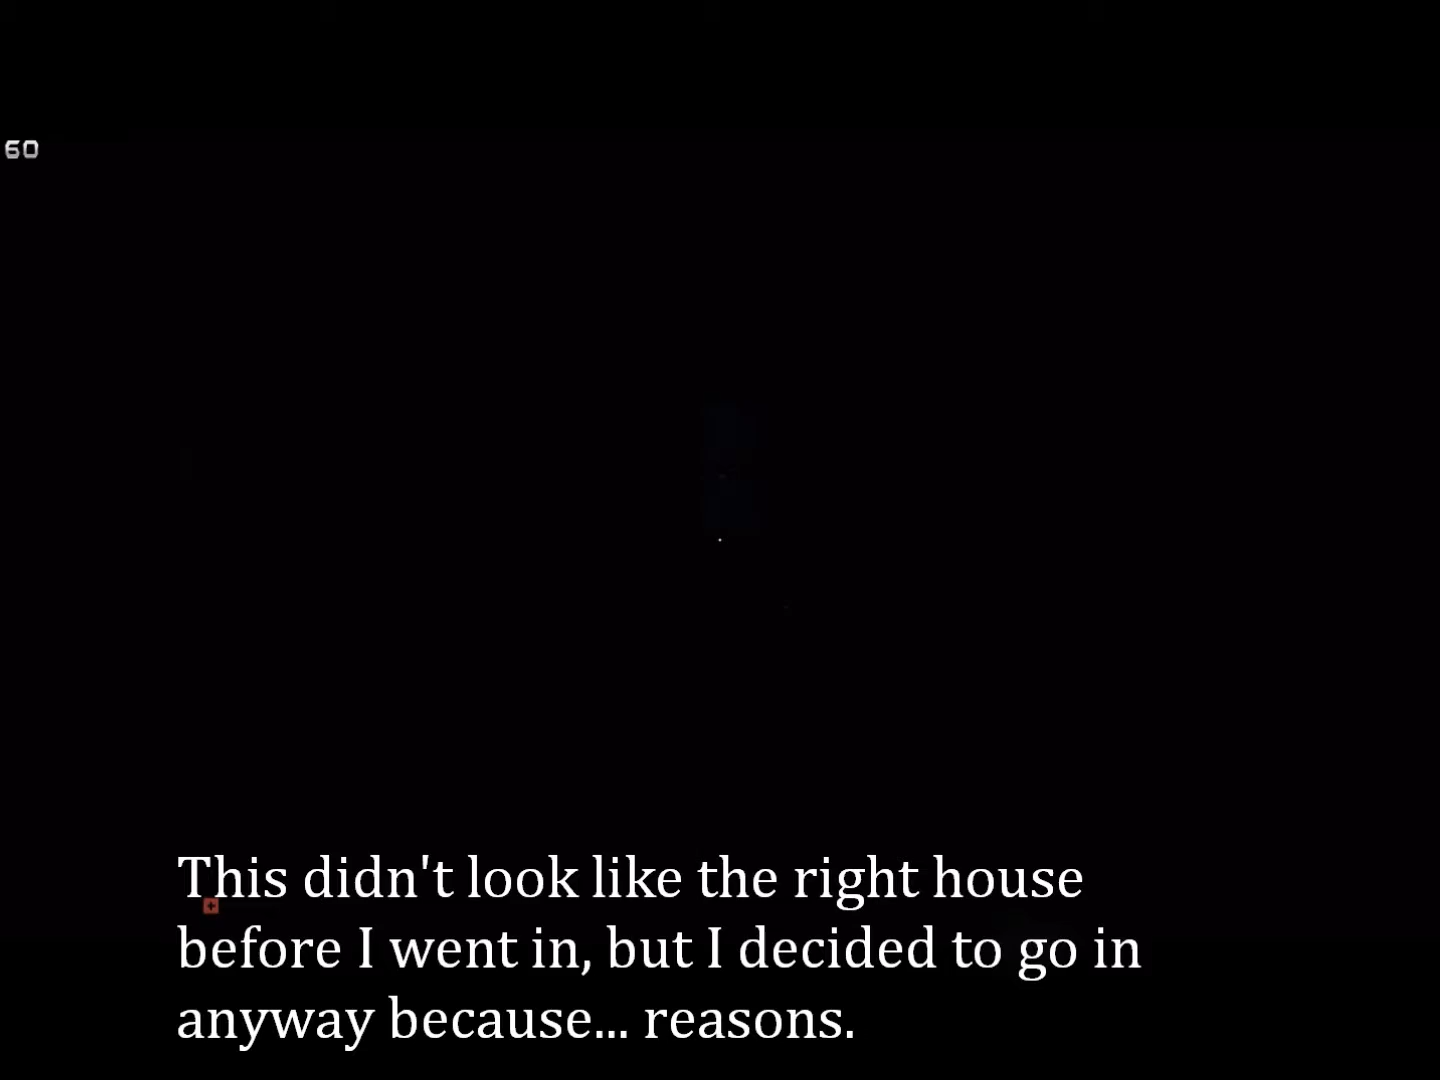 60
This didn't look like the right house
before I went in, but I decided to go in
anyway because... reasons.